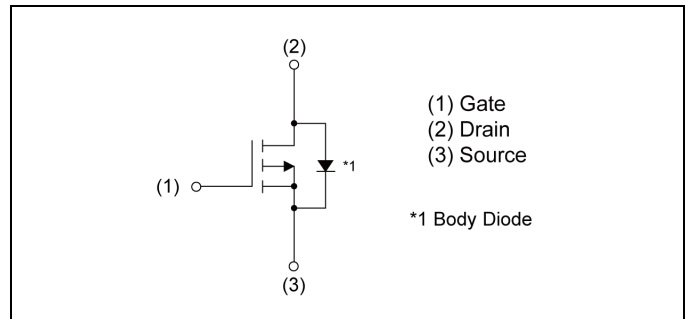 (2)
(1) Gate
(2) Drain
(3) Source
*1
(1)
*1 Body Diode
(3)